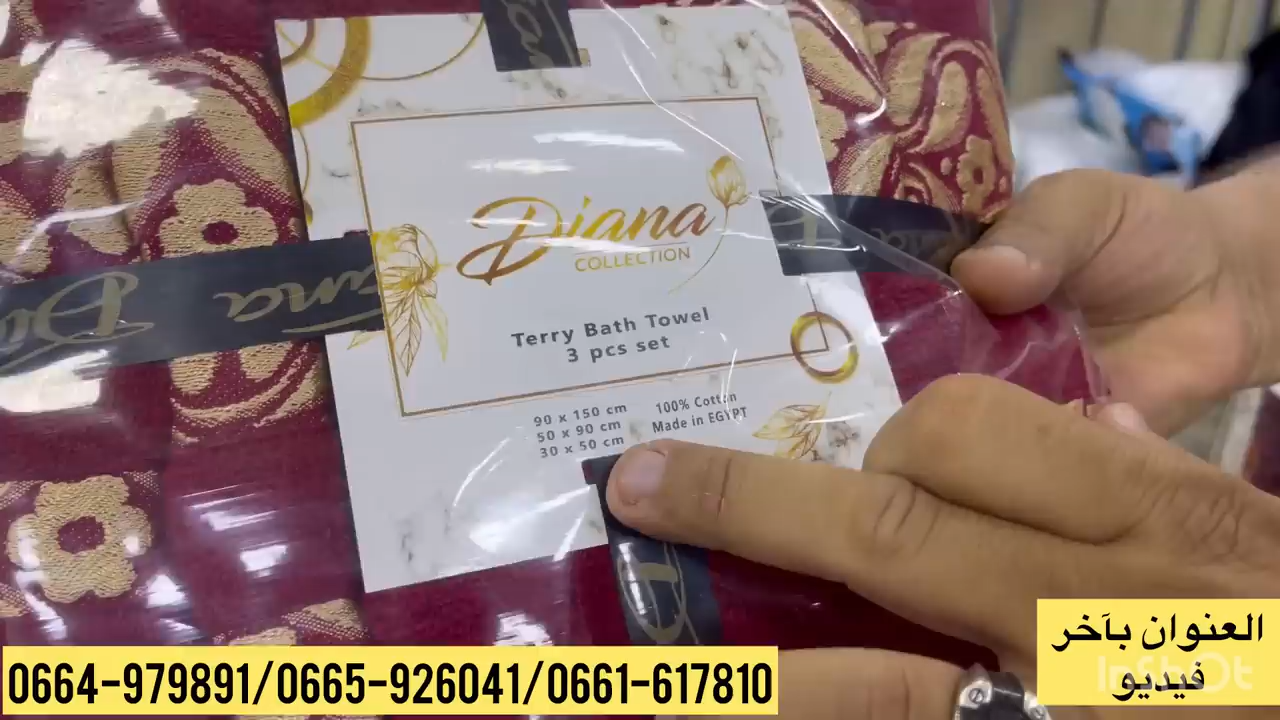 Diana
COLLECTION
Terry Bath Towel
3 pcs set
90 x 150 cm
50 x 90 cm
30 x 50 cm
100% Cotton
Made in EGYPT
العنوان بآخر
فيديو
InShOt
0664-979891/0665-926041/0661-617810